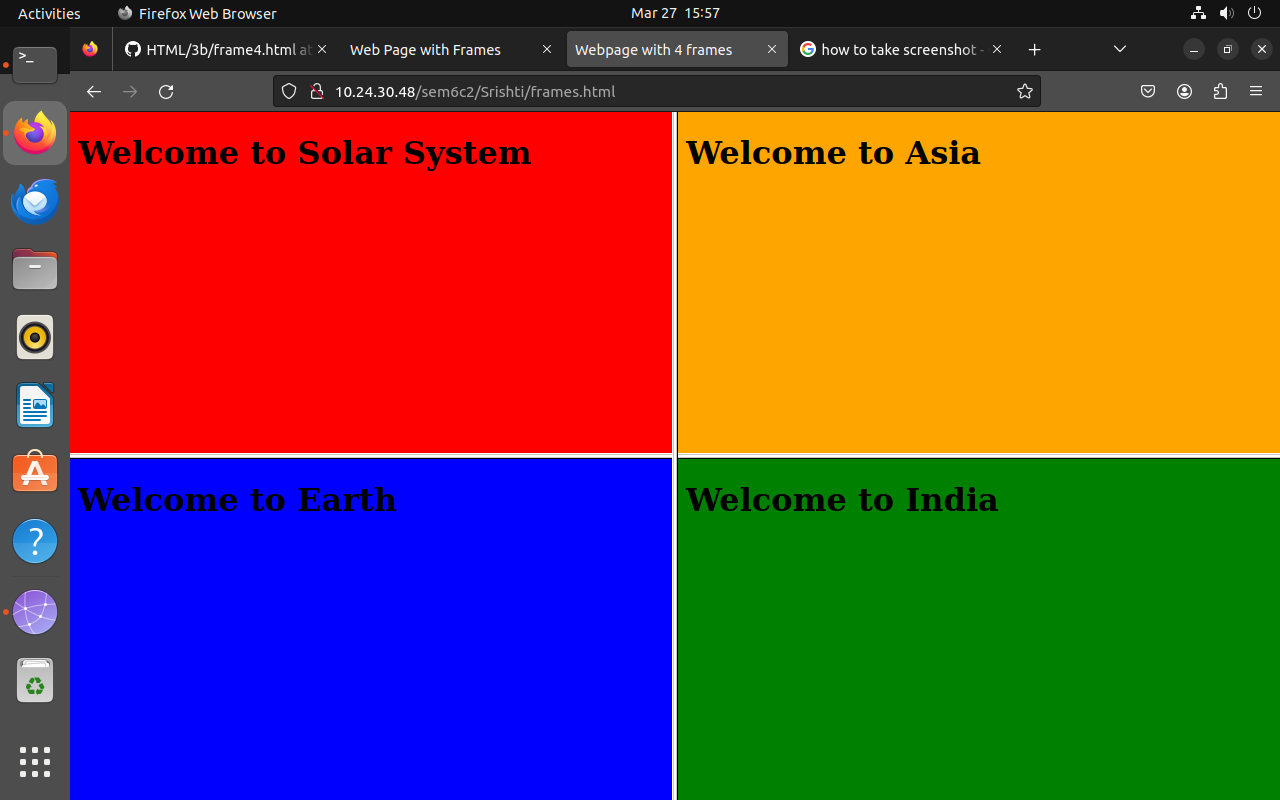 Activities Firefox Web Browser Mar 27 15:57
HTML/3b/frame4.html at Web Page with Frames Webpage with 4 frames how to take screenshot -
10.24.30.48/sem6c2/Srishti/frames.html
Welcome to Solar System
Welcome to Asia
Welcome to Earth
Welcome to India